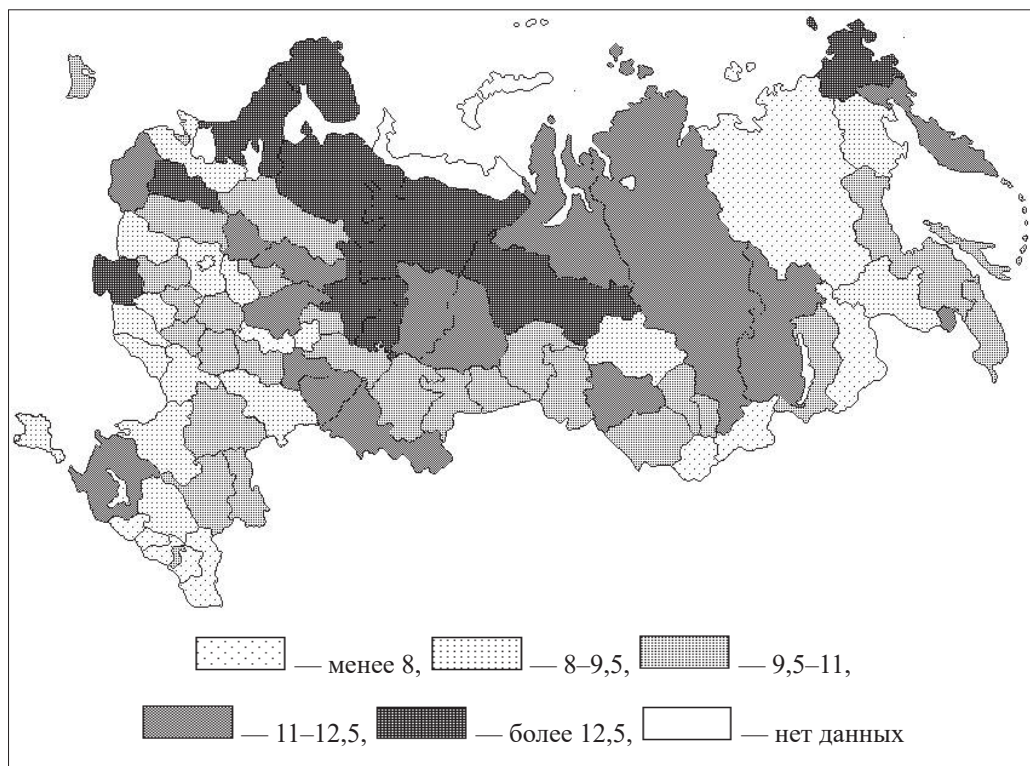 — менее 8, — 8–9,5, — 9,5–11,
— 11–12,5, — более 12,5, — нет данных